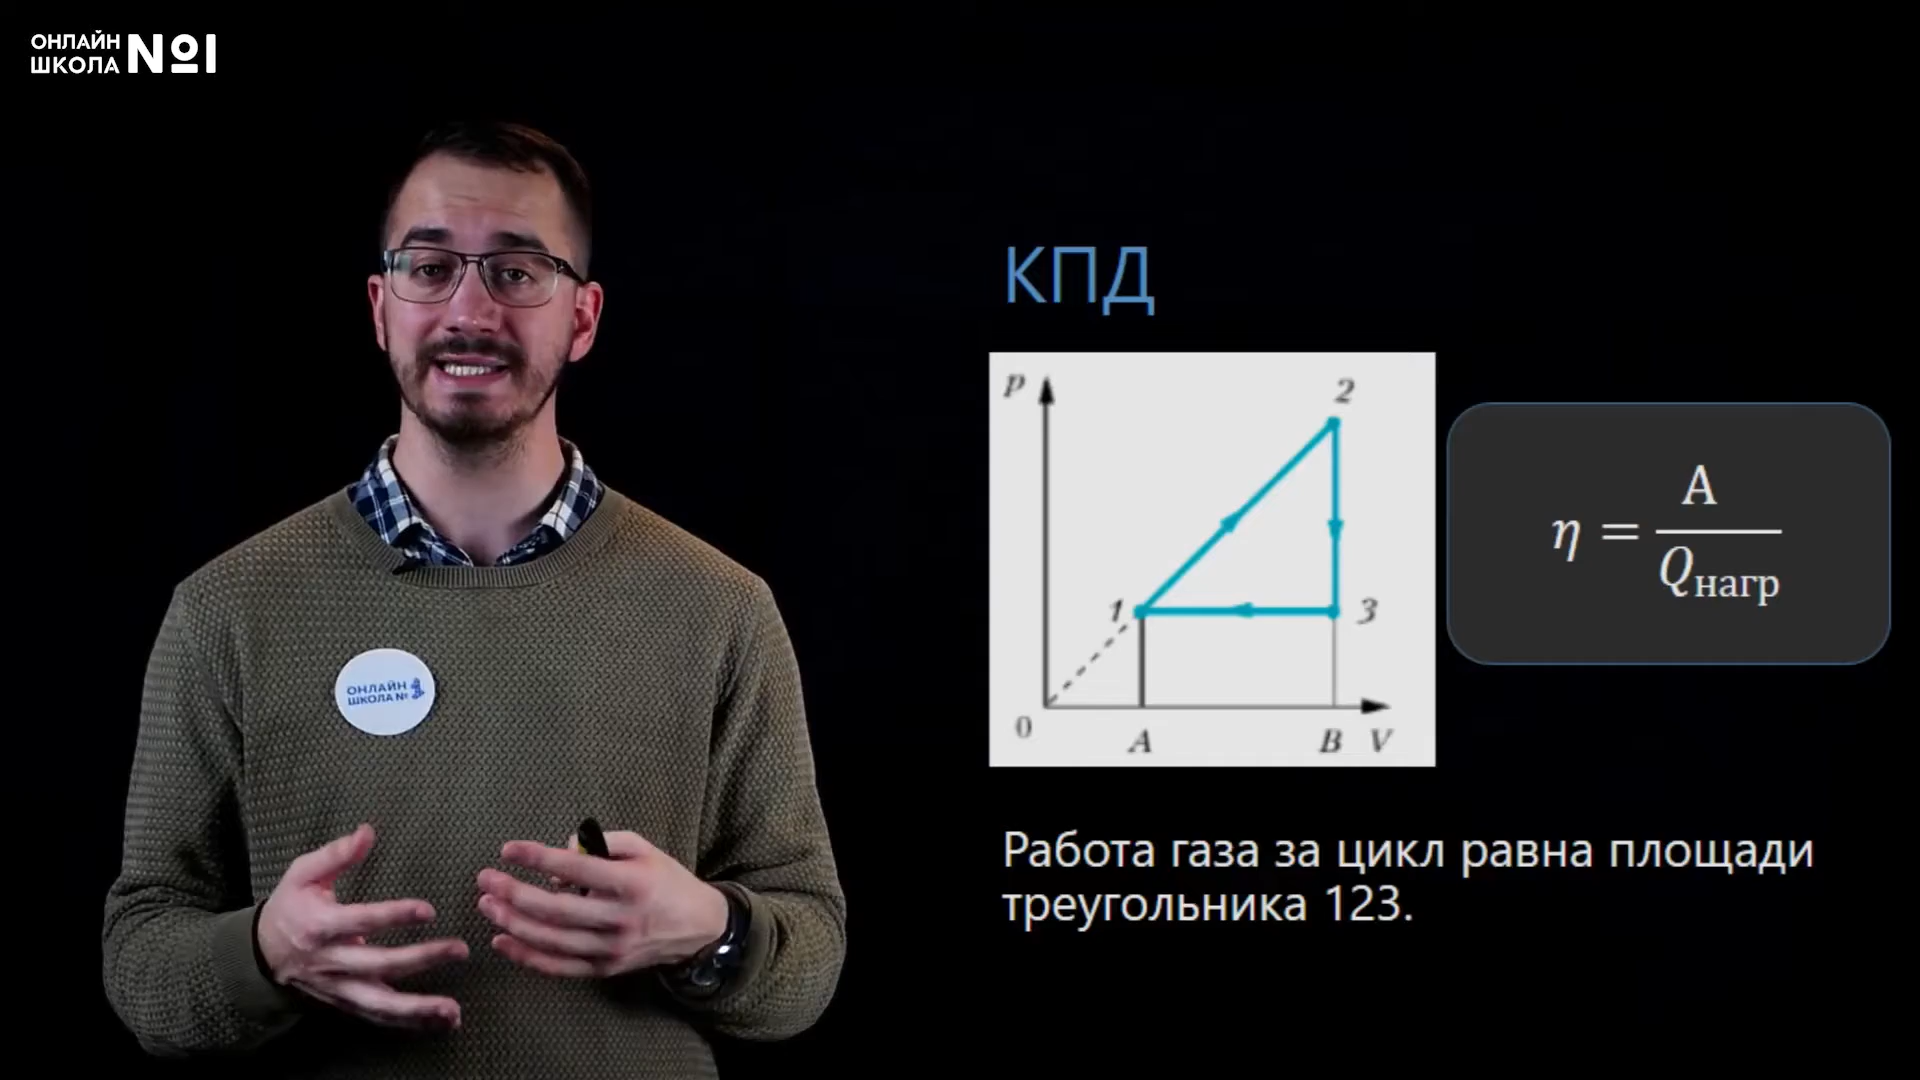 ОНЛАЙН
ШКОЛА №1
КПД
p
2
1
3
0
A
B
V
η = A / Qнагр
ОНЛАЙН
ШКОЛА №1
Работа газа за цикл равна площади
треугольника 123.